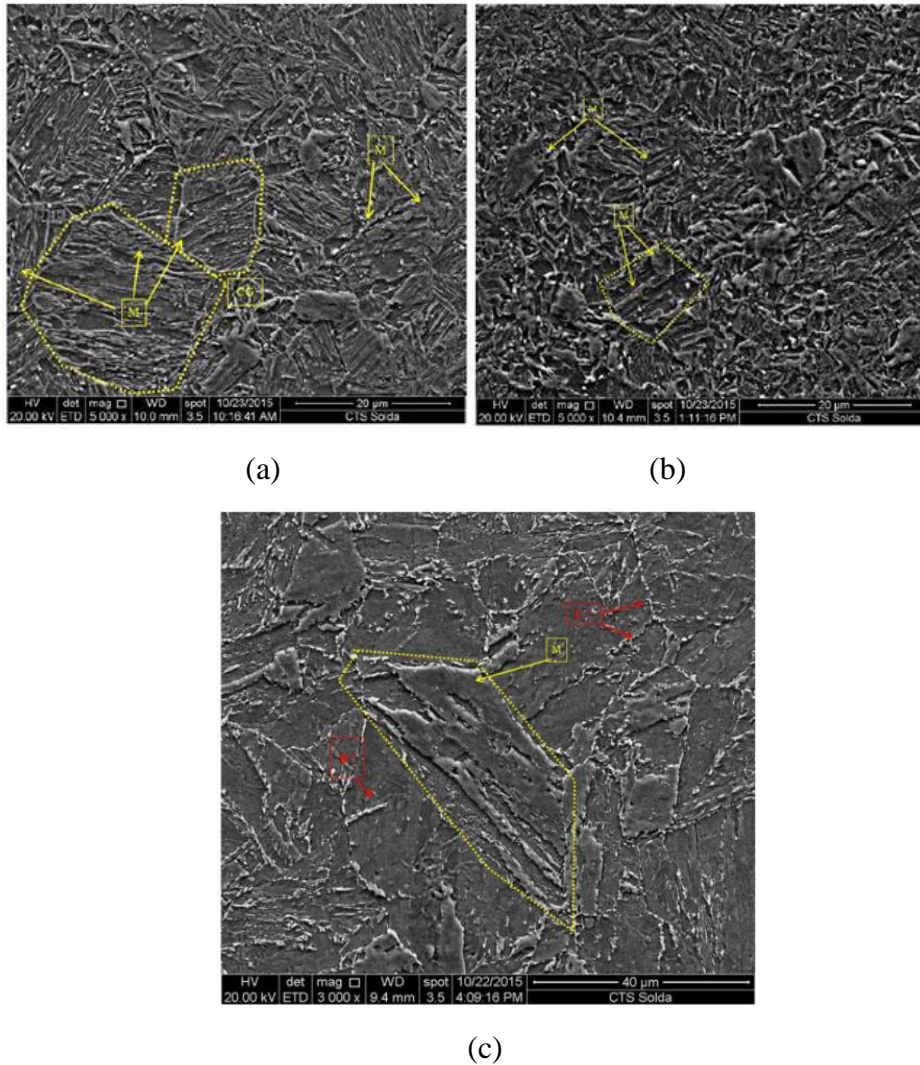 M
CG
M
HV det mag WD spot 10/23/2015 20 µm
20.00 kV ETD 5 000 x 10.0 mm 3.5 10:16:41 AM CTS Solda
(a)
M
M
HV det mag WD spot 10/23/2015 20 µm
20.00 kV ETD 5 000 x 10.4 mm 3.5 1:11:16 PM CTS Solda
(b)
M
HV det mag WD spot 10/22/2015 40 µm
20.00 kV ETD 3 000 x 9.4 mm 3.5 4:09:16 PM CTS Solda
(c)